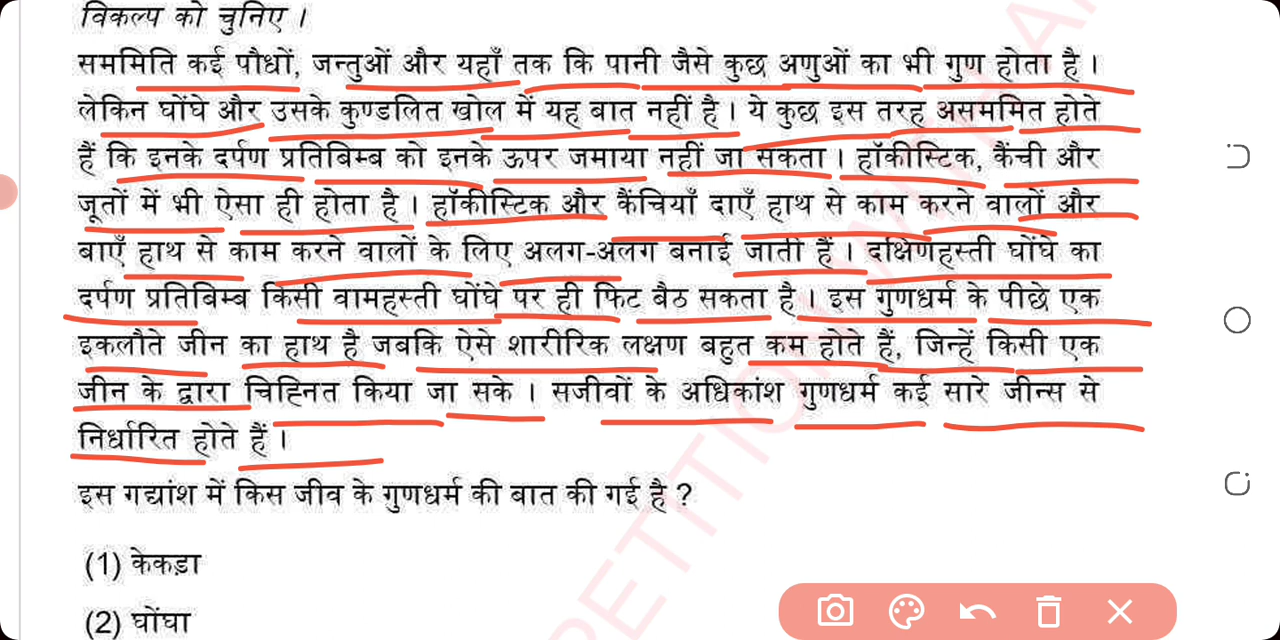 विकल्प को चुनिए ।
सममिति कई पौधों, जन्तुओं और यहाँ तक कि पानी जैसे कुछ अणुओं का भी गुण होता है ।
लेकिन घोंघे और उसके कुण्डलित खोल में यह बात नहीं है । ये कुछ इस तरह असममित होते
हैं कि इनके दर्पण प्रतिबिम्ब को इनके ऊपर जमाया नहीं जा सकता । हॉकीस्टिक, कैंची और
जूतों में भी ऐसा ही होता है । हॉकीस्टिक और कैंचियाँ दाएँ हाथ से काम करने वालों और
बाएँ हाथ से काम करने वालों के लिए अलग-अलग बनाई जाती हैं । दक्षिणहस्ती घोंघे का
दर्पण प्रतिबिम्ब किसी वामहस्ती घोंघे पर ही फिट बैठ सकता है । इस गुणधर्म के पीछे एक
इकलौते जीन का हाथ है जबकि ऐसे शारीरिक लक्षण बहुत कम होते हैं, जिन्हें किसी एक
जीन के द्वारा चिह्नित किया जा सके । सजीवों के अधिकांश गुणधर्म कई सारे जीन्स से
निर्धारित होते हैं ।
इस गद्यांश में किस जीव के गुणधर्म की बात की गई है ?
(1) केकड़ा
(2) घोंघा